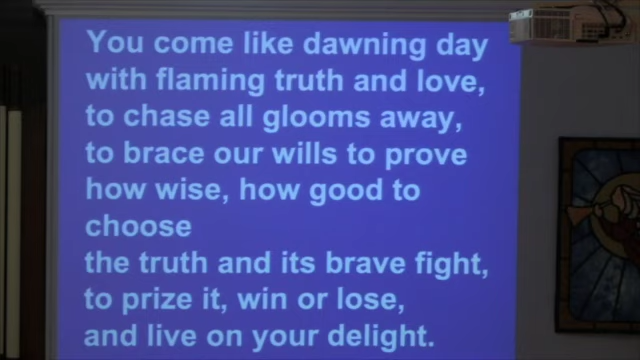 You come like dawning day
with flaming truth and love,
to chase all glooms away,
to brace our wills to prove
how wise, how good to
choose
the truth and its brave fight,
to prize it, win or lose,
and live on your delight.